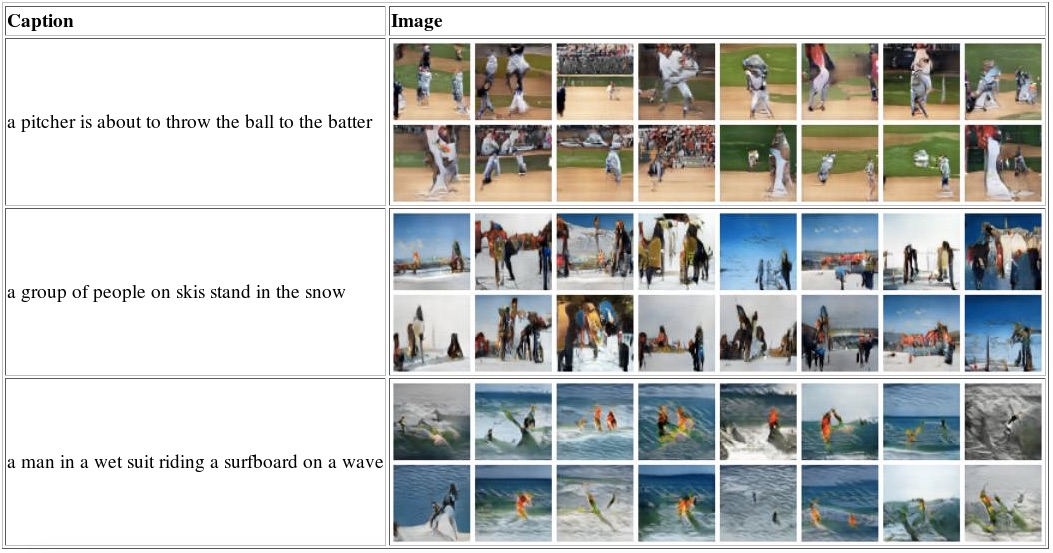 Caption
Image
a pitcher is about to throw the ball to the batter
a group of people on skis stand in the snow
a man in a wet suit riding a surfboard on a wave